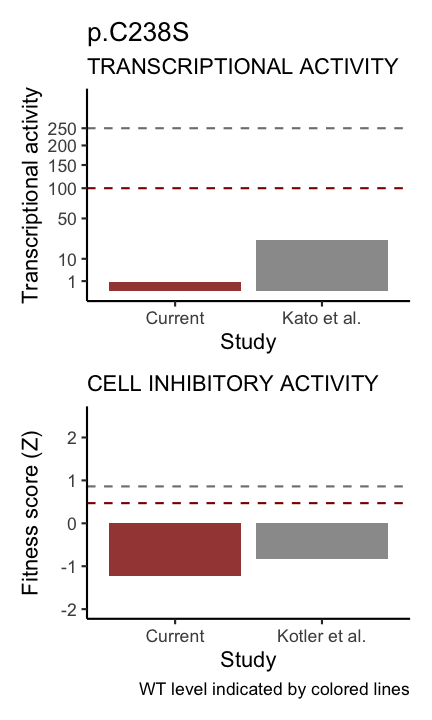 p.C238S
TRANSCRIPTIONAL ACTIVITY
Transcriptional activity
250
200
150
100
50
10
1
Current
Kato et al.
Study
CELL INHIBITORY ACTIVITY
Fitness score (Z)
2
1
0
-1
-2
Current
Kotler et al.
Study
WT level indicated by colored lines